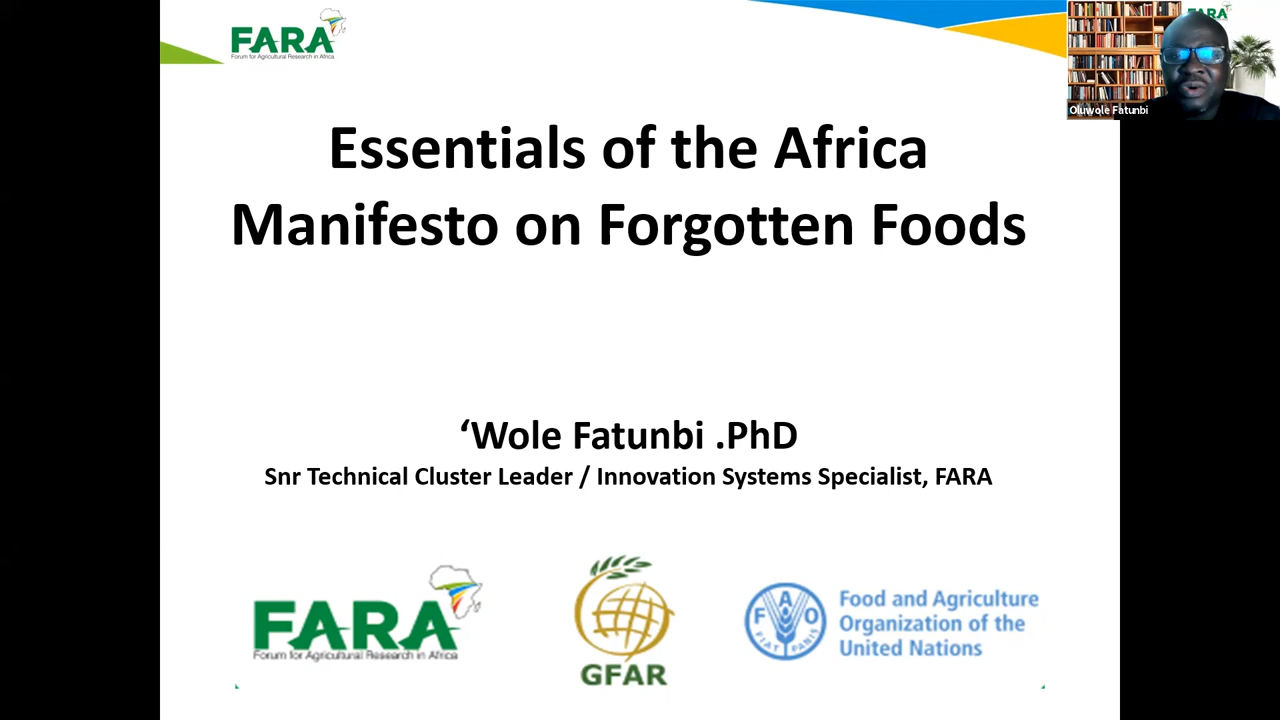 FARA
Forum for Agricultural Research in Africa
FARA
Oluwole Fatunbi
Essentials of the Africa
Manifesto on Forgotten Foods
‘Wole Fatunbi .PhD
Snr Technical Cluster Leader / Innovation Systems Specialist, FARA
FARA
Forum for Agricultural Research in Africa
GFAR
F A O
FIAT PANIS
Food and Agriculture
Organization of the
United Nations